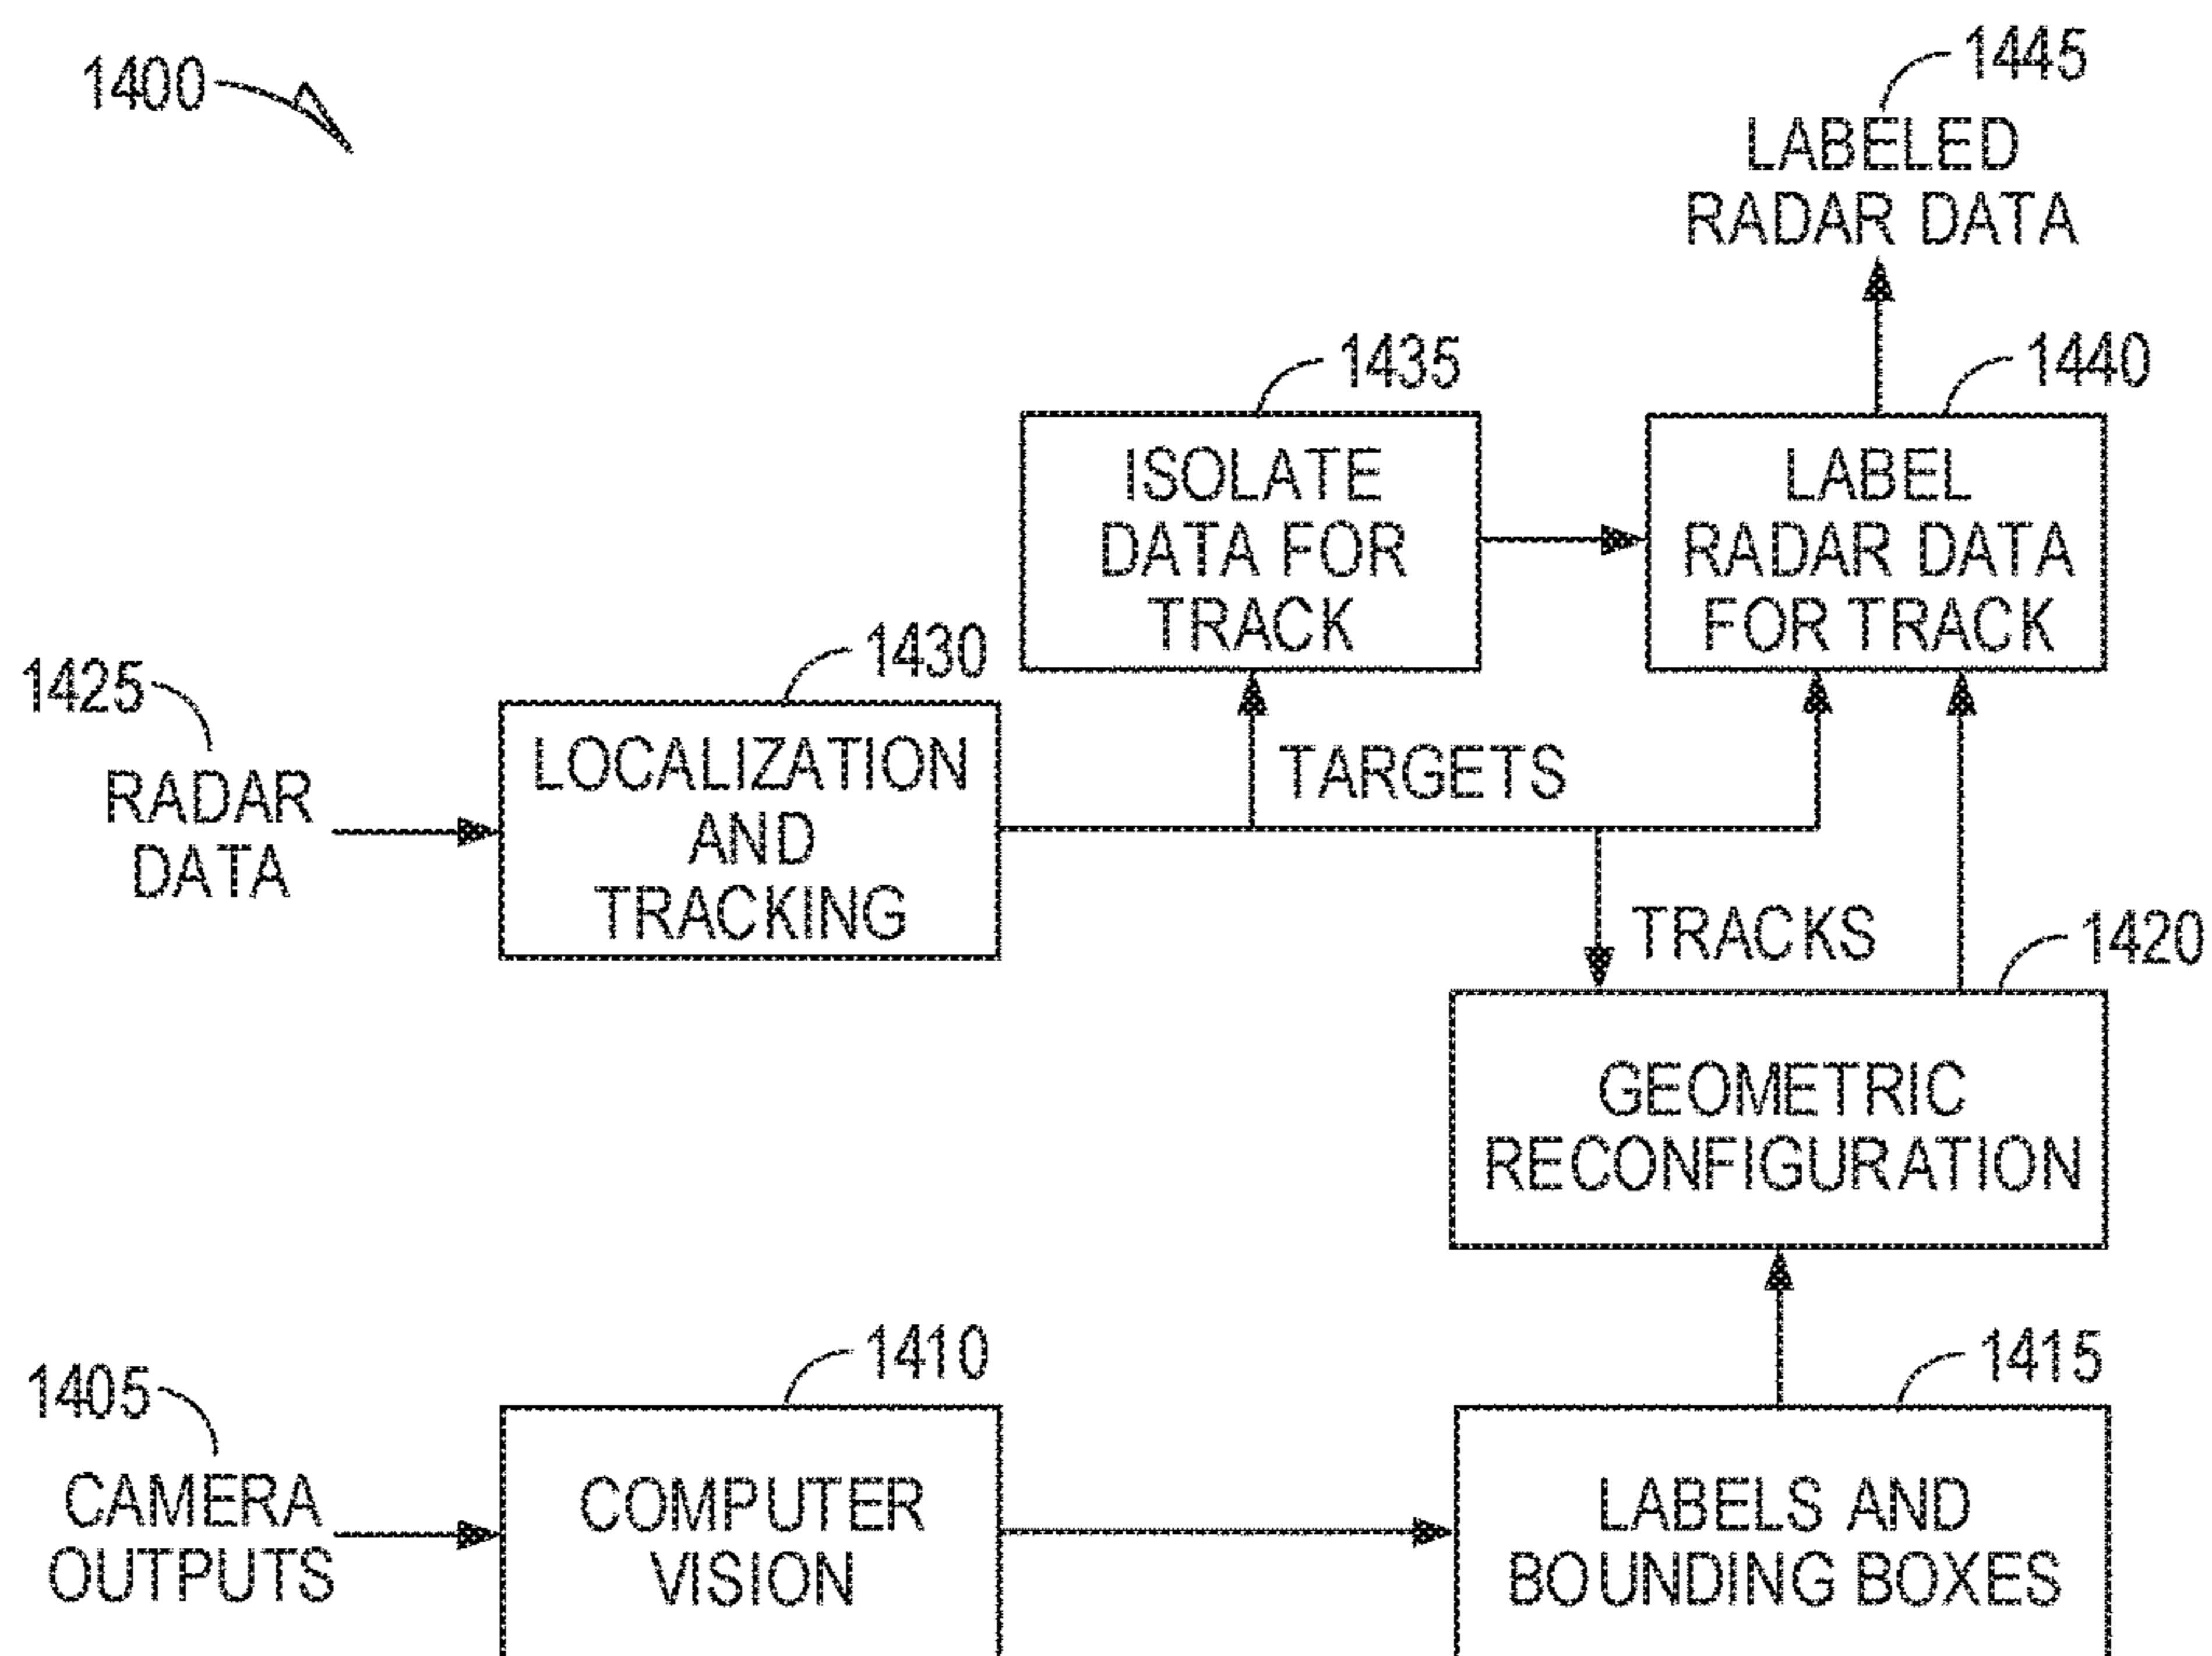 1400
1445
LABELED
RADAR DATA
1435
ISOLATE
DATA FOR
TRACK
1440
LABEL
RADAR DATA
FOR TRACK
1425
RADAR
DATA
1430
LOCALIZATION
AND
TRACKING
TARGETS
TRACKS
1420
GEOMETRIC
RECONFIGURATION
1405
CAMERA
OUTPUTS
1410
COMPUTER
VISION
1415
LABELS AND
BOUNDING BOXES